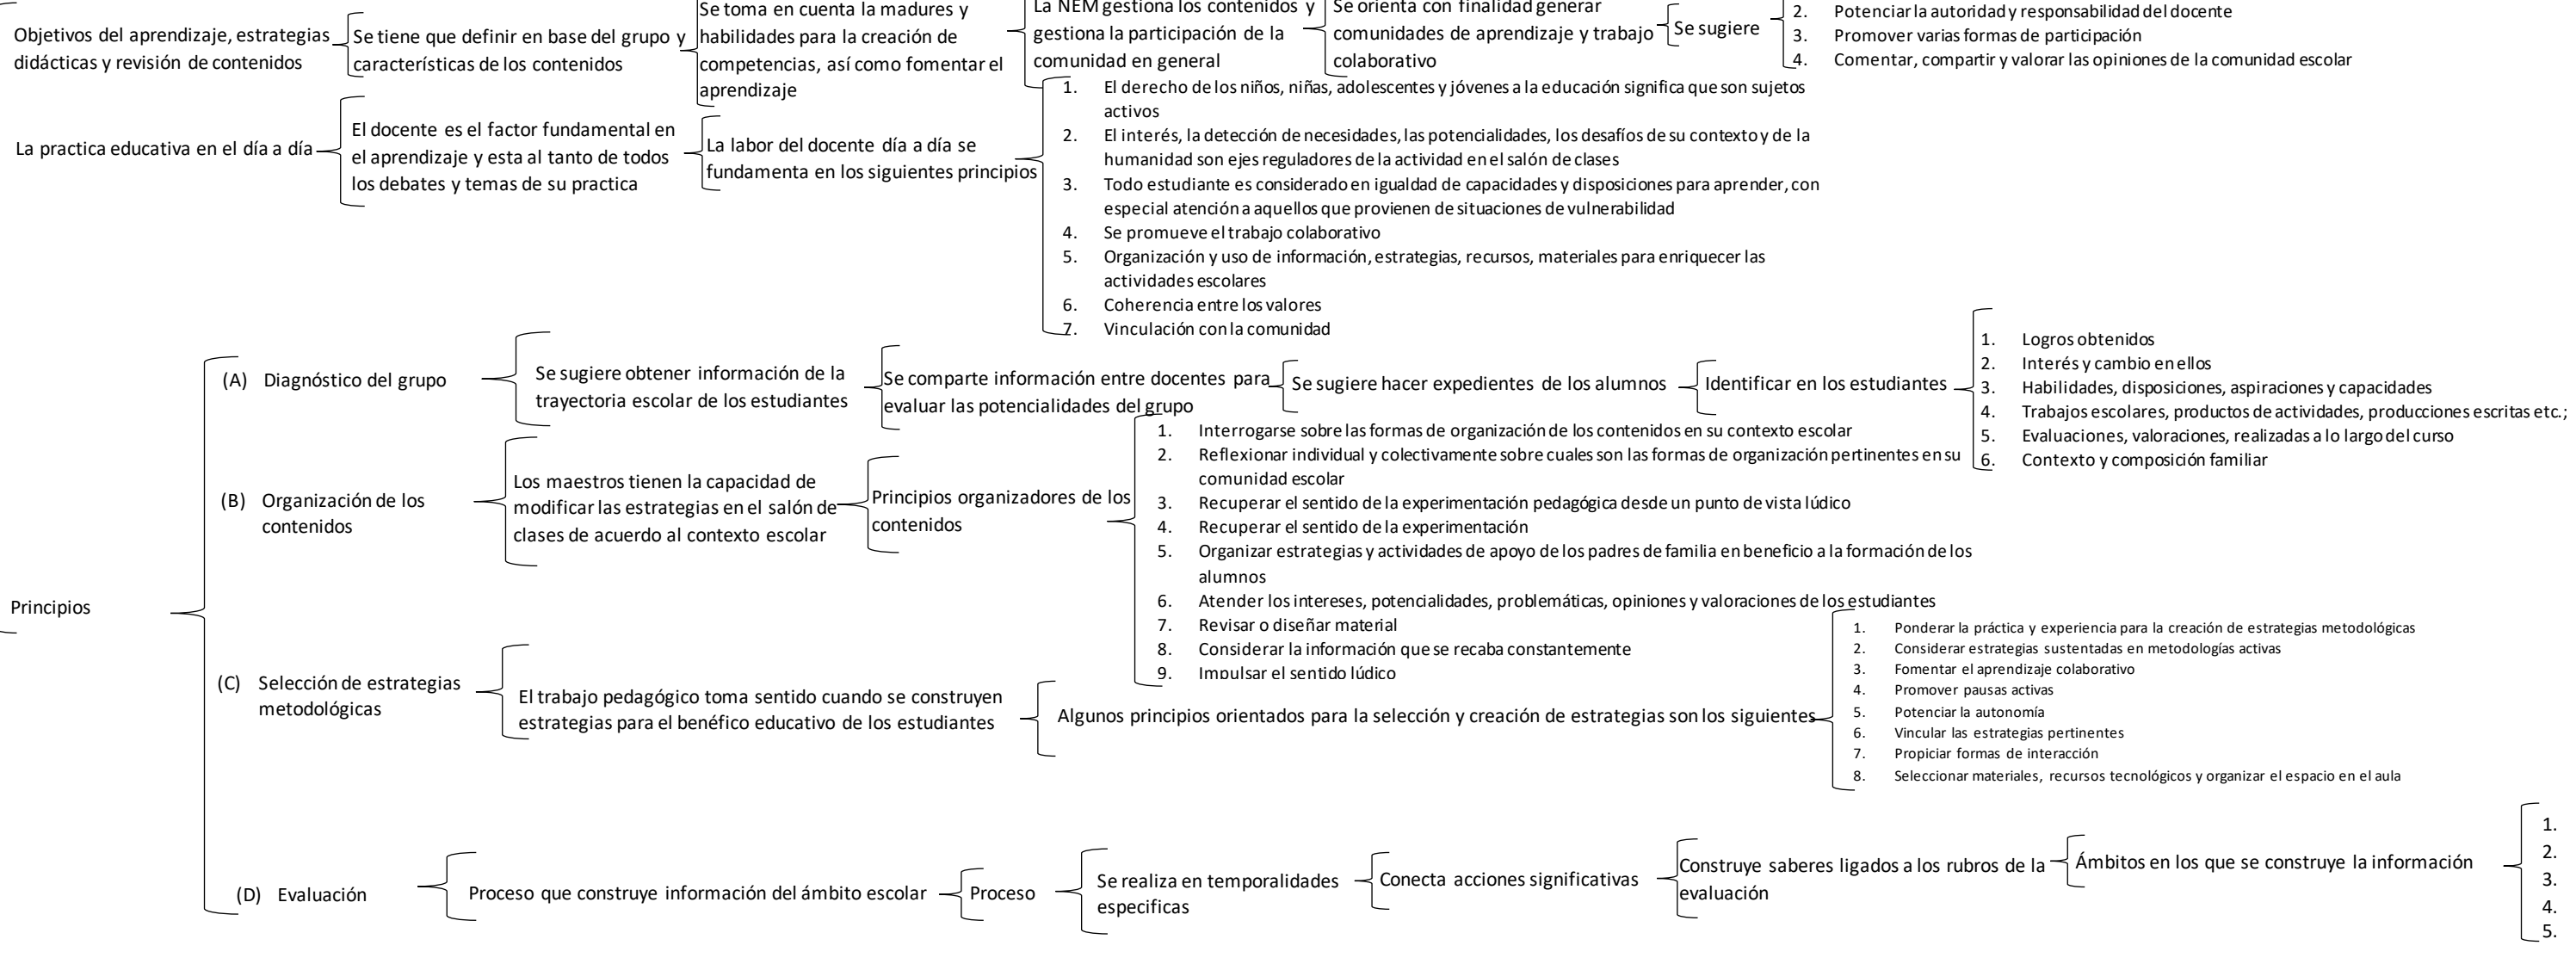 Objetivos del aprendizaje, estrategias
didácticas y revisión de contenidos
Se tiene que definir en base del grupo y
características de los contenidos
Se toma en cuenta la madures y
habilidades para la creación de
competencias, así como fomentar el
aprendizaje
La NEM gestiona los contenidos y
gestiona la participación de la
comunidad en general
Se orienta con finalidad generar
comunidades de aprendizaje y trabajo
colaborativo
Se sugiere
2. Potenciar la autoridad y responsabilidad del docente
3. Promover varias formas de participación
4. Comentar, compartir y valorar las opiniones de la comunidad escolar
La practica educativa en el día a día
El docente es el factor fundamental en
el aprendizaje y esta al tanto de todos
los debates y temas de su practica
La labor del docente día a día se
fundamenta en los siguientes principios
1. El derecho de los niños, niñas, adolescentes y jóvenes a la educación significa que son sujetos
activos
2. El interés, la detección de necesidades, las potencialidades, los desafíos de su contexto y de la
humanidad son ejes reguladores de la actividad en el salón de clases
3. Todo estudiante es considerado en igualdad de capacidades y disposiciones para aprender, con
especial atención a aquellos que provienen de situaciones de vulnerabilidad
4. Se promueve el trabajo colaborativo
5. Organización y uso de información, estrategias, recursos, materiales para enriquecer las
actividades escolares
6. Coherencia entre los valores
7. Vinculación con la comunidad
Principios
(A) Diagnóstico del grupo
Se sugiere obtener información de la
trayectoria escolar de los estudiantes
Se comparte información entre docentes para
evaluar las potencialidades del grupo
Se sugiere hacer expedientes de los alumnos
Identificar en los estudiantes
1. Logros obtenidos
2. Interés y cambio en ellos
3. Habilidades, disposiciones, aspiraciones y capacidades
4. Trabajos escolares, productos de actividades, producciones escritas etc.;
5. Evaluaciones, valoraciones, realizadas a lo largo del curso
6. Contexto y composición familiar
(B) Organización de los
contenidos
Los maestros tienen la capacidad de
modificar las estrategias en el salón de
clases de acuerdo al contexto escolar
Principios organizadores de los
contenidos
1. Interrogarse sobre las formas de organización de los contenidos en su contexto escolar
2. Reflexionar individual y colectivamente sobre cuales son las formas de organización pertinentes en su
comunidad escolar
3. Recuperar el sentido de la experimentación pedagógica desde un punto de vista lúdico
4. Recuperar el sentido de la experimentación
5. Organizar estrategias y actividades de apoyo de los padres de familia en beneficio a la formación de los
alumnos
6. Atender los intereses, potencialidades, problemáticas, opiniones y valoraciones de los estudiantes
7. Revisar o diseñar material
8. Considerar la información que se recaba constantemente
9. Impulsar el sentido lúdico
(C) Selección de estrategias
metodológicas
El trabajo pedagógico toma sentido cuando se construyen
estrategias para el benéfico educativo de los estudiantes
Algunos principios orientados para la selección y creación de estrategias son los siguientes
1. Ponderar la práctica y experiencia para la creación de estrategias metodológicas
2. Considerar estrategias sustentadas en metodologías activas
3. Fomentar el aprendizaje colaborativo
4. Promover pausas activas
5. Potenciar la autonomía
6. Vincular las estrategias pertinentes
7. Propiciar formas de interacción
8. Seleccionar materiales, recursos tecnológicos y organizar el espacio en el aula
(D) Evaluación
Proceso que construye información del ámbito escolar
Proceso
Se realiza en temporalidades
especificas
Conecta acciones significativas
Construye saberes ligados a los rubros de la
evaluación
Ámbitos en los que se construye la información
1.
2.
3.
4.
5.